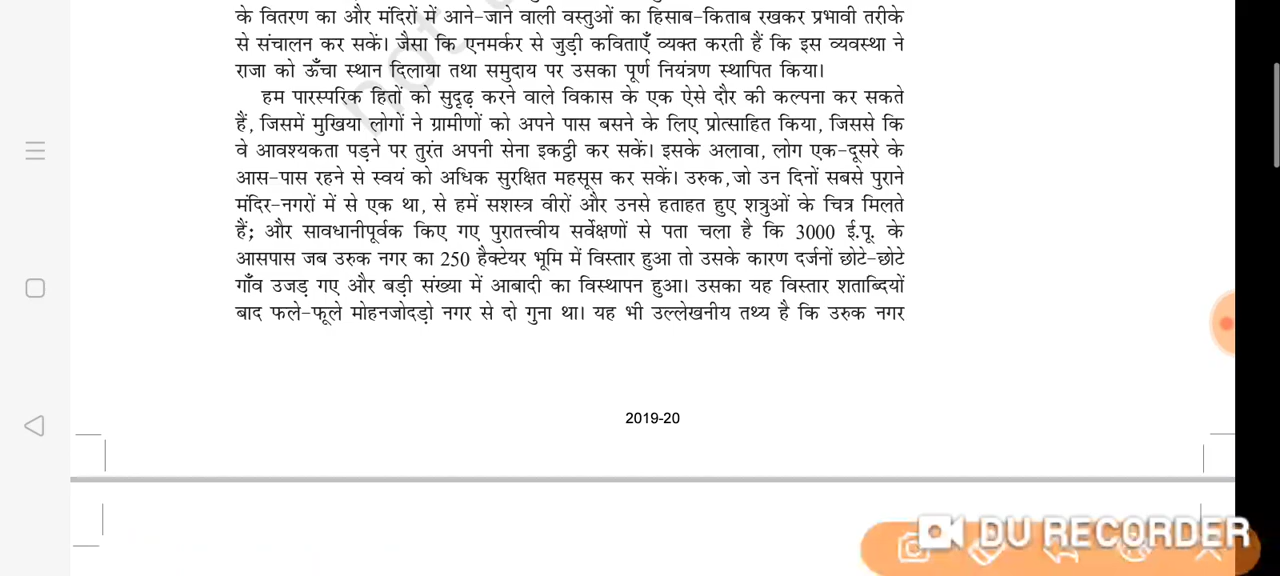 के वितरण का और मंदिरों में आने-जाने वाली वस्तुओं का हिसाब-किताब रखकर प्रभावी तरीके
से संचालन कर सकें। जैसा कि एनमर्कर से जुड़ी कविताएँ व्यक्त करती हैं कि इस व्यवस्था ने
राजा को ऊँचा स्थान दिलाया तथा समुदाय पर उसका पूर्ण नियंत्रण स्थापित किया।
हम पारस्परिक हितों को सुदृढ़ करने वाले विकास के एक ऐसे दौर की कल्पना कर सकते
हैं, जिसमें मुखिया लोगों ने ग्रामीणों को अपने पास बसने के लिए प्रोत्साहित किया, जिससे कि
वे आवश्यकता पड़ने पर तुरंत अपनी सेना इकट्ठी कर सकें। इसके अलावा, लोग एक-दूसरे के
आस-पास रहने से स्वयं को अधिक सुरक्षित महसूस कर सकें। उरुक, जो उन दिनों सबसे पुराने
मंदिर-नगरों में से एक था, से हमें सशस्त्र वीरों और उनसे हताहत हुए शत्रुओं के चित्र मिलते
हैं; और सावधानीपूर्वक किए गए पुरातत्त्वीय सर्वेक्षणों से पता चला है कि 3000 ई.पू. के
आसपास जब उरुक नगर का 250 हैक्टेयर भूमि में विस्तार हुआ तो उसके कारण दर्जनों छोटे-छोटे
गाँव उजड़ गए और बड़ी संख्या में आबादी का विस्थापन हुआ। उसका यह विस्तार शताब्दियों
बाद फले-फूले मोहनजोदड़ो नगर से दो गुना था। यह भी उल्लेखनीय तथ्य है कि उरुक नगर
2019-20
DU RECORDER